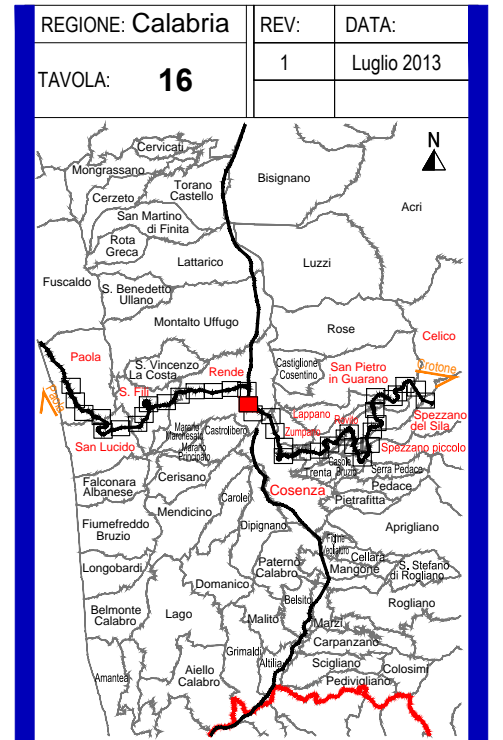 REGIONE: Calabria
REV:
DATA:
TAVOLA: 16
1
Luglio 2013
N
Cervicati
Mongrassano
Bisignano
Torano
Castello
Cerzeto
Acri
San Martino
di Finita
Rota
Greca
Lattarico
Luzzi
Fuscaldo
S. Benedetto
Ullano
Montalto Uffugo
Rose
Celico
Paola
S. Vincenzo
La Costa
Rende
Castiglione
Cosentino
San Pietro
in Guarano
Crotone
Paola
S. Fili
Lappano
Rovito
Spezzano
del Sila
Zumpano
Marano
Marchesato
Castrolibero
San Lucido
Marano
Principato
Spezzano piccolo
Casole
Bruzio
Trenta
Serra Pedace
Cerisano
Pedace
Falconara
Albanese
Carolei
Cosenza
Pietrafitta
Mendicino
Fiumefreddo
Bruzio
Dipignano
Aprigliano
Figline
Vegliaturo
Cellara
Longobardi
Paterno
Calabro
Mangone
S. Stefano
di Rogliano
Domanico
Belsito
Rogliano
Belmonte
Calabro
Lago
Malito
Marzi
Carpanzano
Grimaldi
Altilia
Scigliano
Colosimi
Amantea
Aiello
Calabro
Pedivigliano